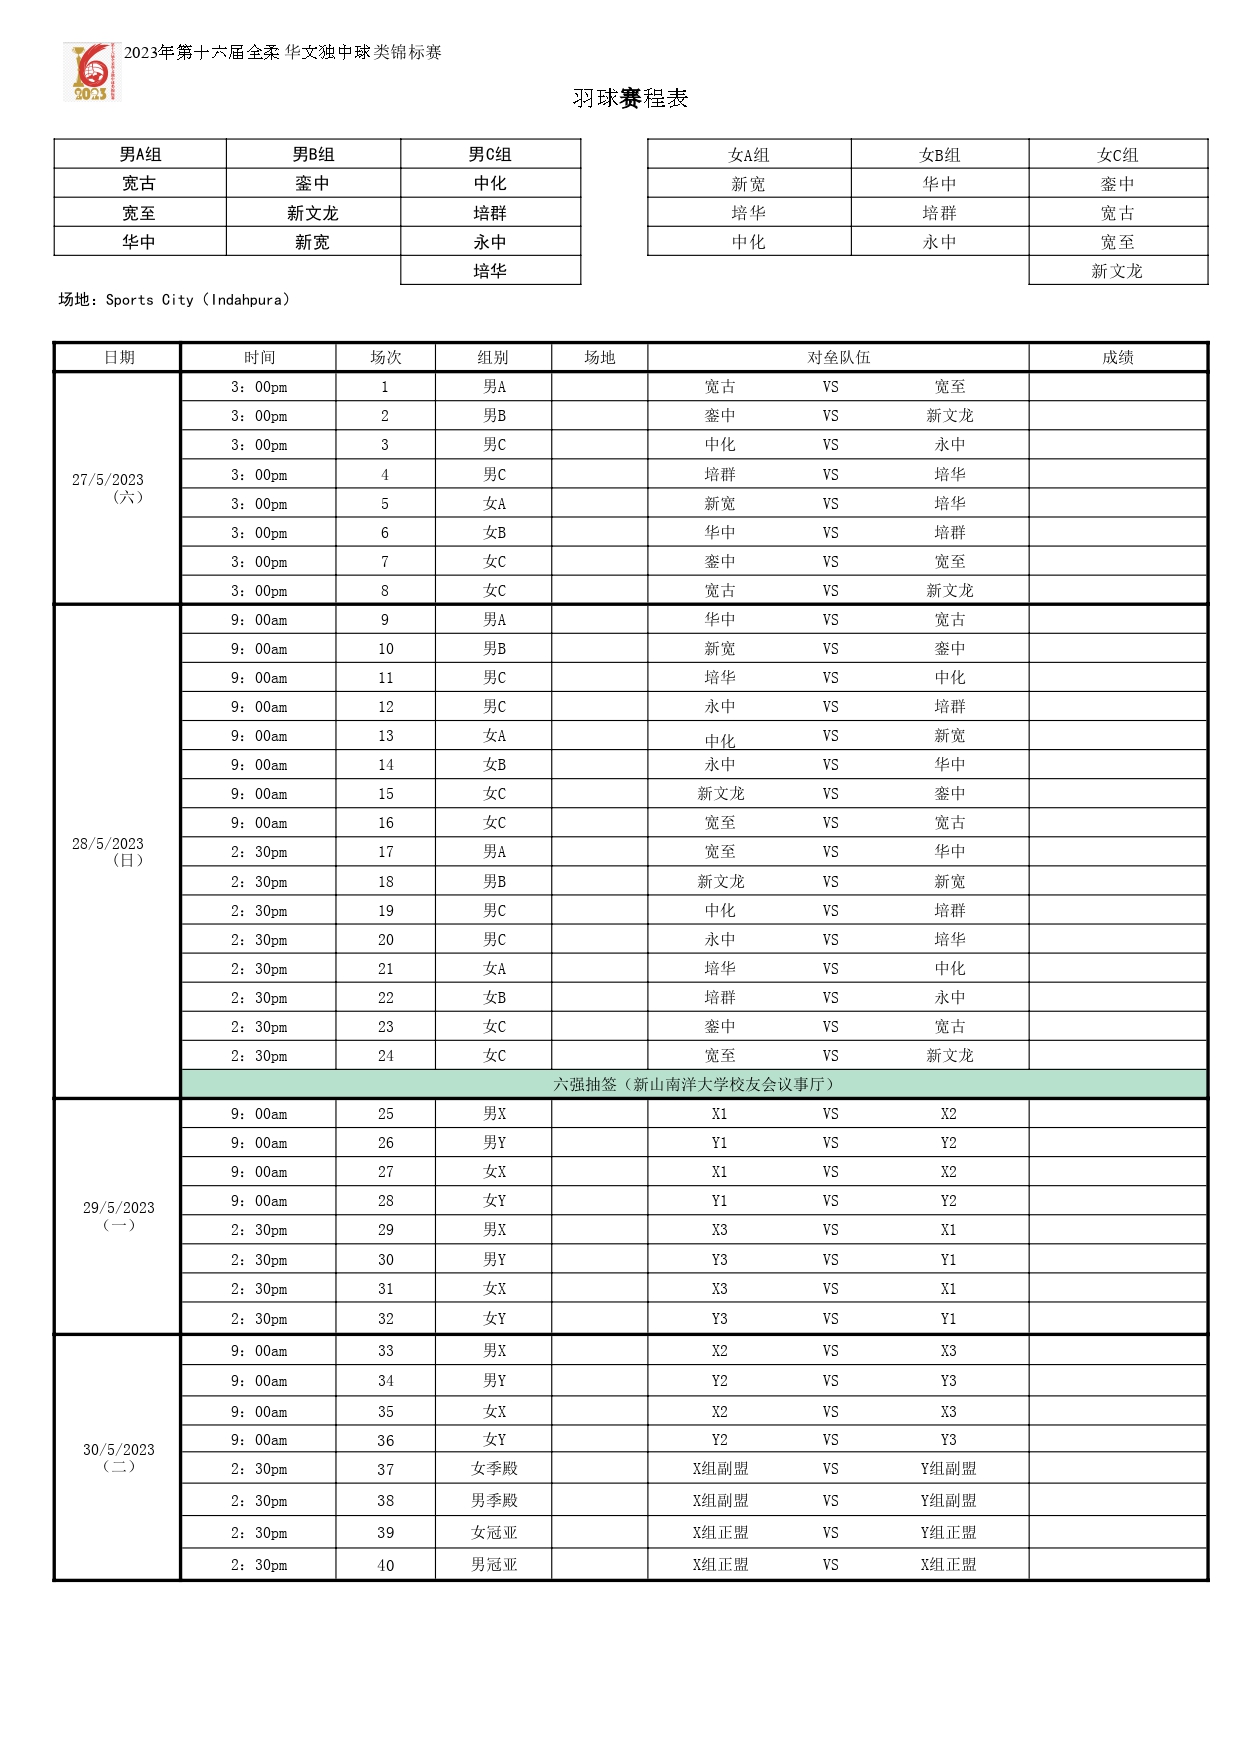 2023年第十六届全柔 华文独中球类锦标赛
2023
羽球赛程表
男A组 男B组 男C组 女A组 女B组 女C组
宽古 銮中 中化 新宽 华中 銮中
宽至 新文龙 培群 培华 培群 宽古
华中 新宽 永中 中化 永中 宽至
培华 新文龙
场地：Sports City（Indahpura）
日期 时间 场次 组别 场地 对垒队伍 成绩
27/5/2023
（六）
3：00pm 1 男A 宽古 VS 宽至
3：00pm 2 男B 銮中 VS 新文龙
3：00pm 3 男C 中化 VS 永中
3：00pm 4 男C 培群 VS 培华
3：00pm 5 女A 新宽 VS 培华
3：00pm 6 女B 华中 VS 培群
3：00pm 7 女C 銮中 VS 宽至
3：00pm 8 女C 宽古 VS 新文龙
28/5/2023
（日）
9：00am 9 男A 华中 VS 宽古
9：00am 10 男B 新宽 VS 銮中
9：00am 11 男C 培华 VS 中化
9：00am 12 男C 永中 VS 培群
9：00am 13 女A 中化 VS 新宽
9：00am 14 女B 永中 VS 华中
9：00am 15 女C 新文龙 VS 銮中
9：00am 16 女C 宽至 VS 宽古
2：30pm 17 男A 宽至 VS 华中
2：30pm 18 男B 新文龙 VS 新宽
2：30pm 19 男C 中化 VS 培群
2：30pm 20 男C 永中 VS 培华
2：30pm 21 女A 培华 VS 中化
2：30pm 22 女B 培群 VS 永中
2：30pm 23 女C 銮中 VS 宽古
2：30pm 24 女C 宽至 VS 新文龙
六强抽签（新山南洋大学校友会议事厅）
29/5/2023
（一）
9：00am 25 男X X1 VS X2
9：00am 26 男Y Y1 VS Y2
9：00am 27 女X X1 VS X2
9：00am 28 女Y Y1 VS Y2
2：30pm 29 男X X3 VS X1
2：30pm 30 男Y Y3 VS Y1
2：30pm 31 女X X3 VS X1
2：30pm 32 女Y Y3 VS Y1
30/5/2023
（二）
9：00am 33 男X X2 VS X3
9：00am 34 男Y Y2 VS Y3
9：00am 35 女X X2 VS X3
9：00am 36 女Y Y2 VS Y3
2：30pm 37 女季殿 X组副盟 VS Y组副盟
2：30pm 38 男季殿 X组副盟 VS Y组副盟
2：30pm 39 女冠亚 X组正盟 VS Y组正盟
2：30pm 40 男冠亚 X组正盟 VS X组正盟